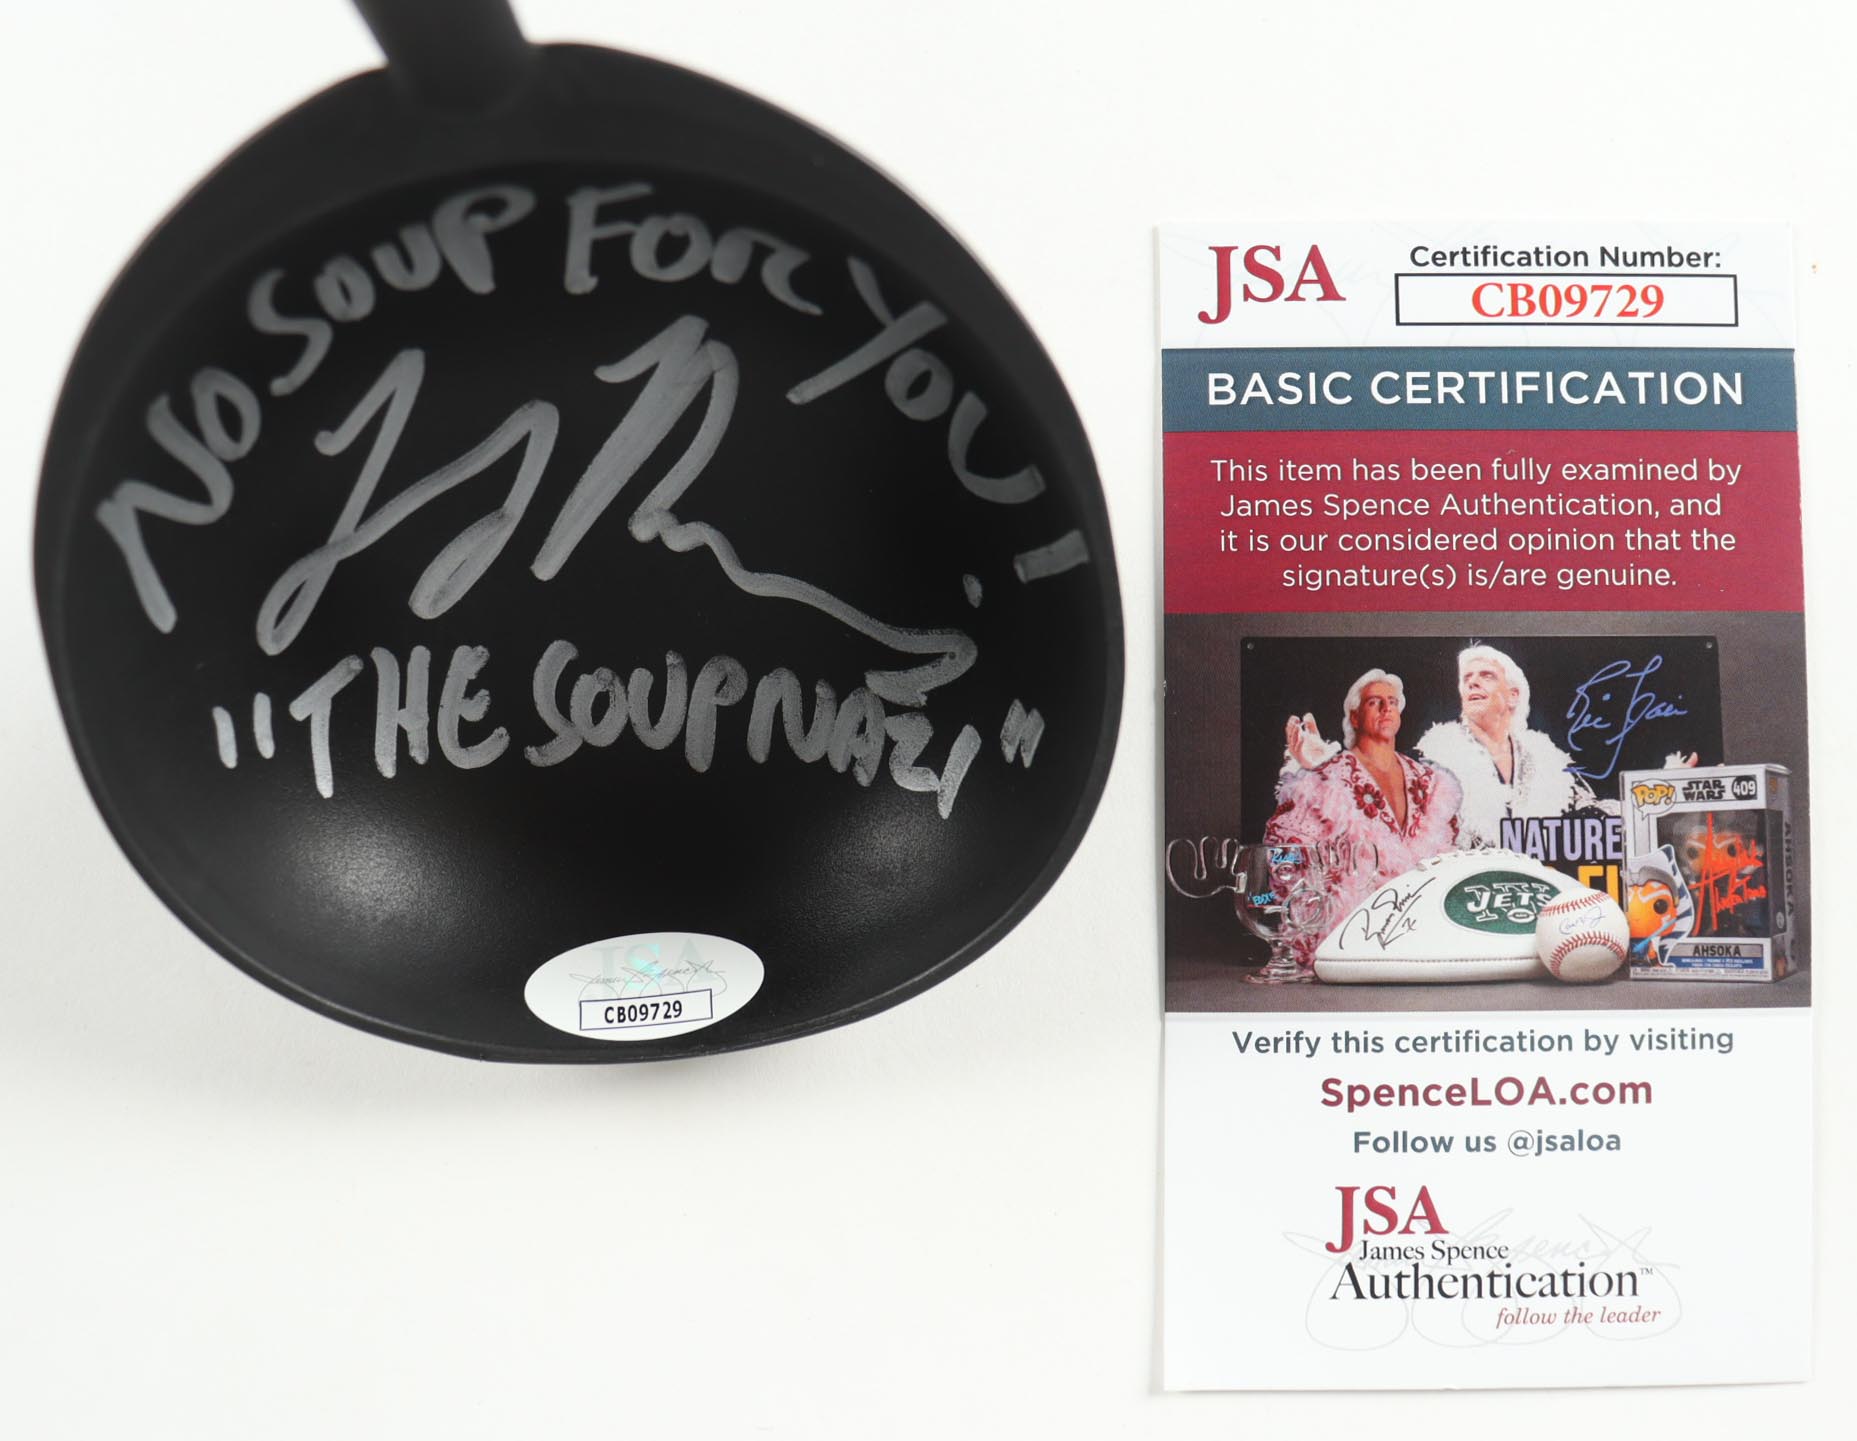 NO SOUP FOR YOU!
"THE SOUP NAZI"
JSA
CB09729
JSA
Certification Number:
CB09729
BASIC CERTIFICATION
This item has been fully examined by
James Spence Authentication, and
it is our considered opinion that the
signature(s) is/are genuine.
POP!
STAR
WARS
409
NATURE
JETS
AHSOKA
AHSOKA
Verify this certification by visiting
SpenceLOA.com
Follow us @jsaloa
JSA
James Spence
Authentication™
follow the leader